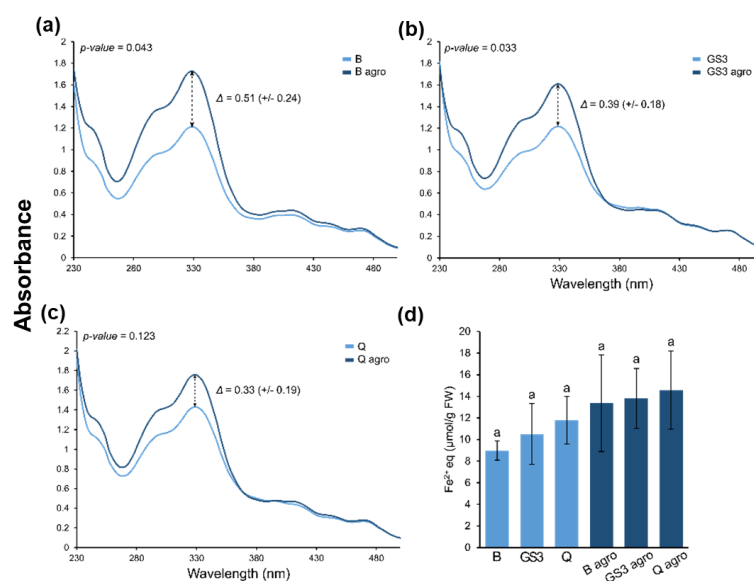 (a)
p-value = 0.043
B
B agro
Δ = 0.51 (+/- 0.24)
2
1.8
1.6
1.4
1.2
1
0.8
0.6
0.4
0.2
0
230 280 330 380 430 480
(b)
p-value = 0.033
GS3
GS3 agro
Δ = 0.39 (+/- 0.18)
2
1.8
1.6
1.4
1.2
1
0.8
0.6
0.4
0.2
0
230 280 330 380 430 480
Wavelength (nm)
Absorbance
(c)
p-value = 0.123
Q
Q agro
Δ = 0.33 (+/- 0.19)
2.2
2
1.8
1.6
1.4
1.2
1
0.8
0.6
0.4
0.2
0
230 280 330 380 430 480
Wavelength (nm)
(d)
Fe²⁺ eq (µmol/g FW)
20
18
16
14
12
10
8
6
4
2
0
a a a a a a
B GS3 Q B agro GS3 agro Q agro